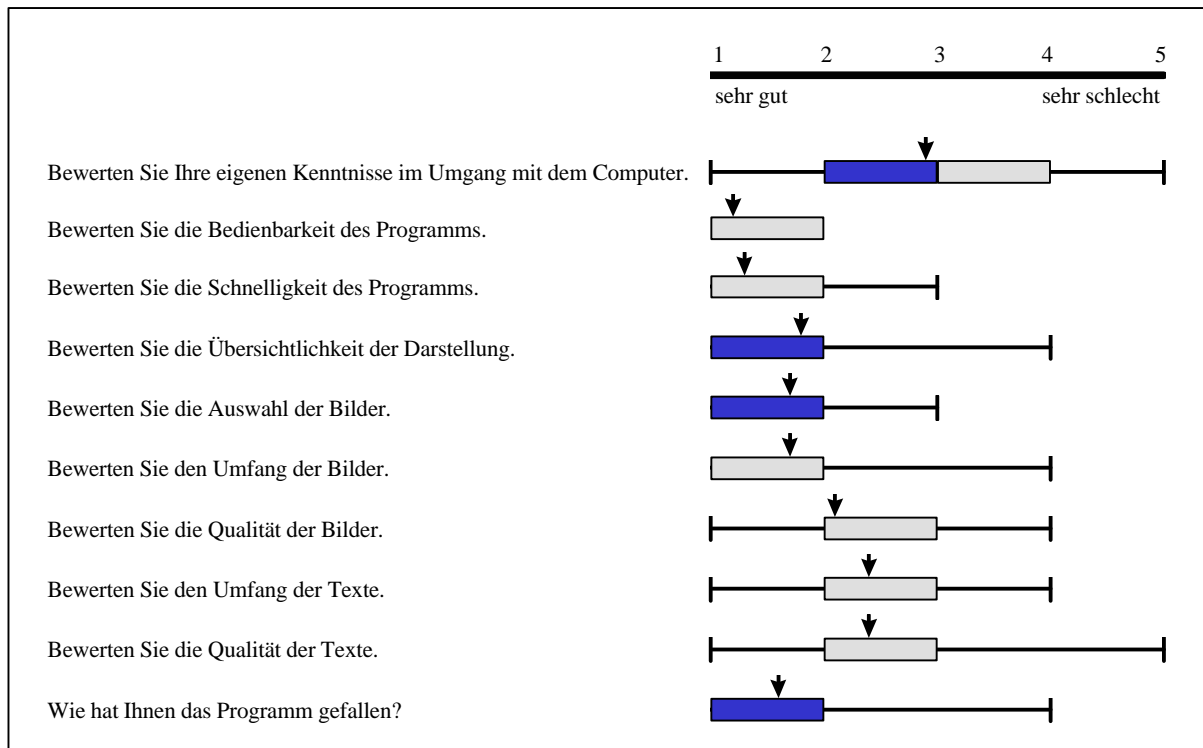 1 2 3 4 5
sehr gut sehr schlecht
Bewerten Sie Ihre eigenen Kenntnisse im Umgang mit dem Computer.
Bewerten Sie die Bedienbarkeit des Programms.
Bewerten Sie die Schnelligkeit des Programms.
Bewerten Sie die Übersichtlichkeit der Darstellung.
Bewerten Sie die Auswahl der Bilder.
Bewerten Sie den Umfang der Bilder.
Bewerten Sie die Qualität der Bilder.
Bewerten Sie den Umfang der Texte.
Bewerten Sie die Qualität der Texte.
Wie hat Ihnen das Programm gefallen?